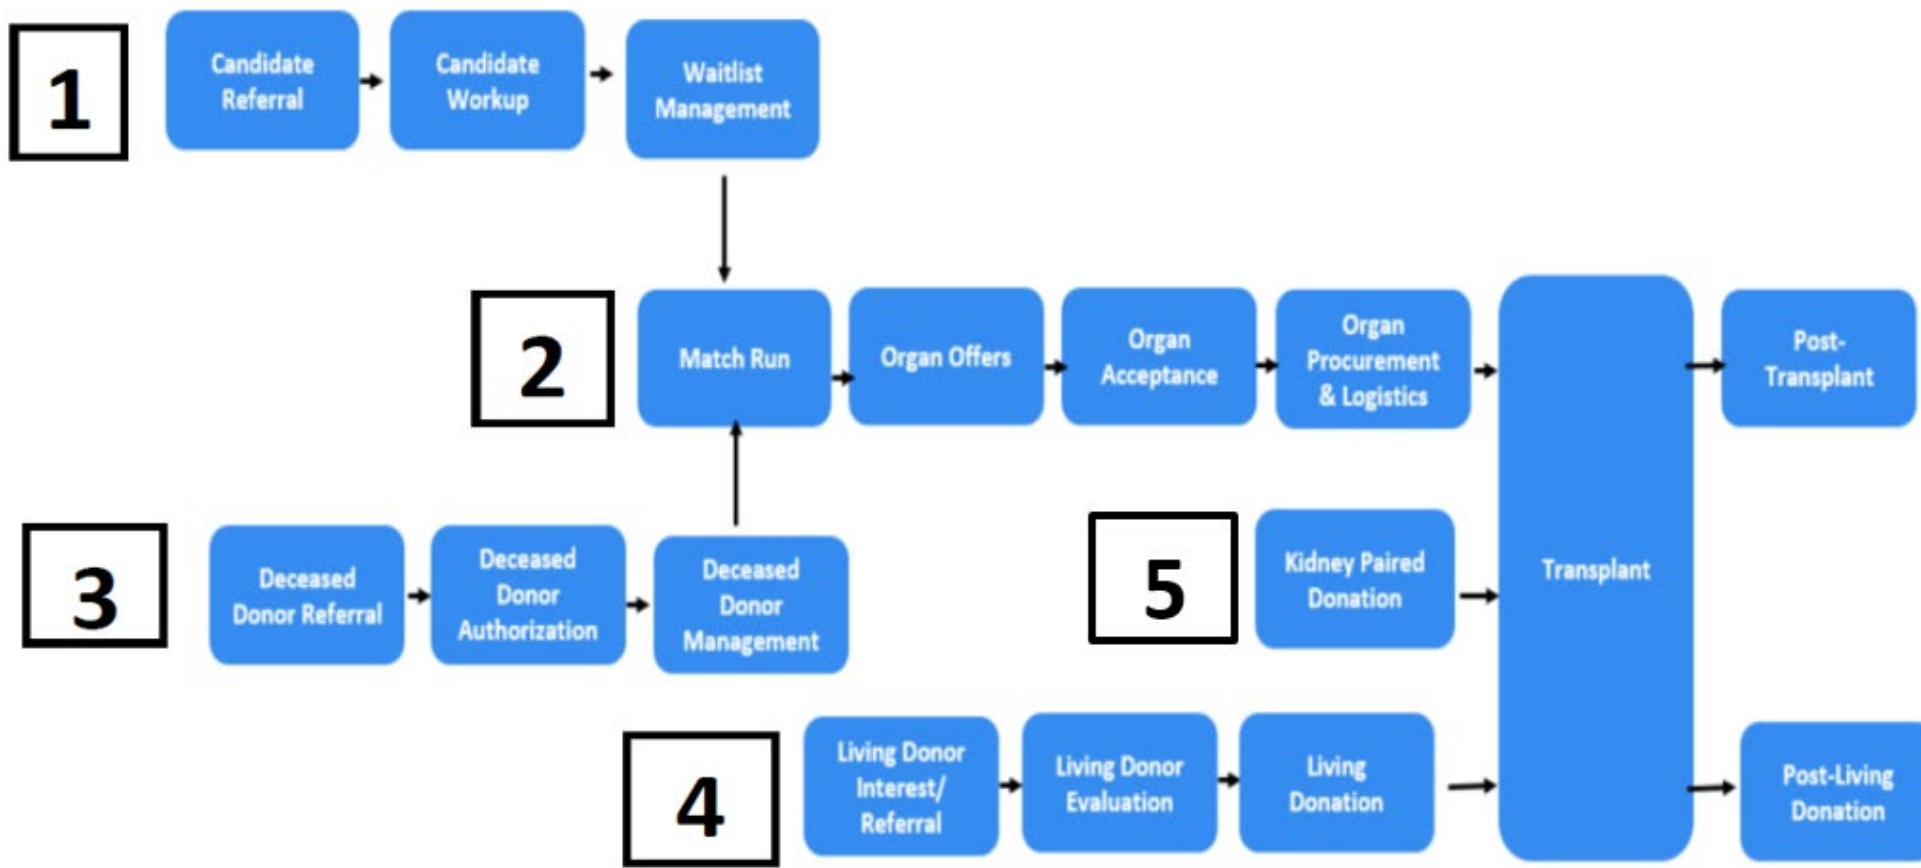 1
Candidate
Referral
Candidate
Workup
Waitlist
Management
2
Match Run
Organ Offers
Organ
Acceptance
Organ
Procurement
& Logistics
Post-
Transplant
3
Deceased
Donor Referral
Deceased
Donor
Authorization
Deceased
Donor
Management
5
Kidney Paired
Donation
Transplant
4
Living Donor
Interest/
Referral
Living Donor
Evaluation
Living
Donation
Post-Living
Donation